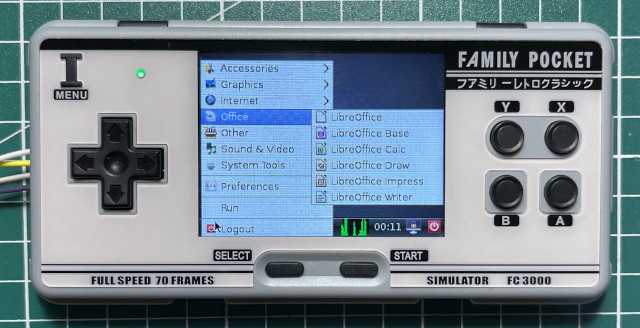 I
MENU
FAMILY POCKET
ファミリーレトロクラシック
Y X
B A
Accessories
Graphics
Internet
Office
Other
Sound & Video
System Tools
Preferences
Run
Logout
LibreOffice
LibreOffice Base
LibreOffice Calc
LibreOffice Draw
LibreOffice Impress
LibreOffice Writer
00:11
SELECT
START
FULL SPEED 70 FRAMES
SIMULATOR FC3000